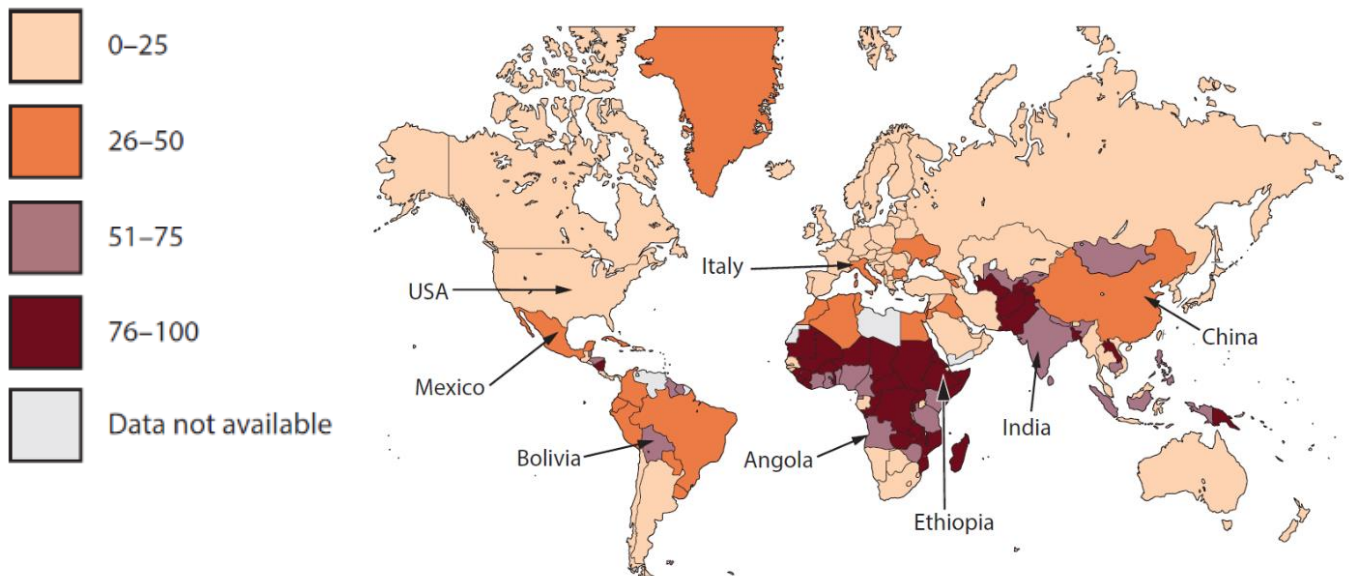 0–25
26–50
51–75
76–100
Data not available
Italy
USA
China
Mexico
India
Bolivia
Angola
Ethiopia